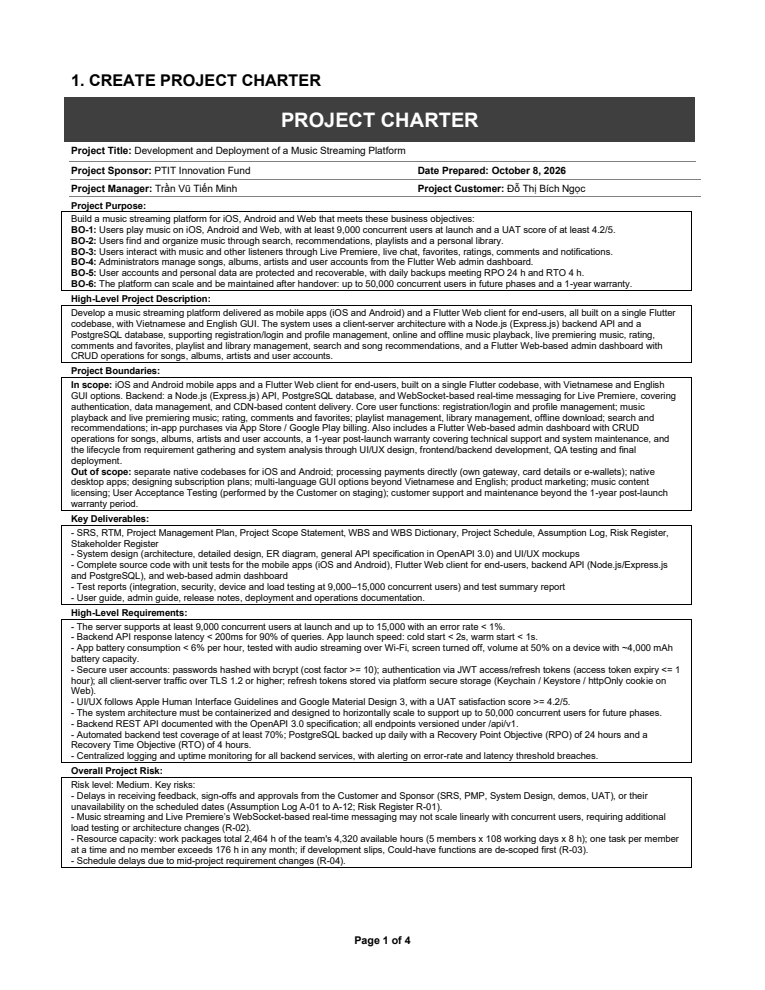 1. CREATE PROJECT CHARTER
PROJECT CHARTER
Project Title: Development and Deployment of a Music Streaming Platform
Project Sponsor: PTIT Innovation Fund
Date Prepared: October 8, 2026
Project Manager: Trần Vũ Tiến Minh
Project Customer: Đỗ Thị Bích Ngọc
Project Purpose:
Build a music streaming platform for iOS, Android and Web that meets these business objectives:
BO-1: Users play music on iOS, Android and Web, with at least 9,000 concurrent users at launch and a UAT score of at least 4.2/5.
BO-2: Users find and organize music through search, recommendations, playlists and a personal library.
BO-3: Users interact with music and other listeners through Live Premiere, live chat, favorites, ratings, comments and notifications.
BO-4: Administrators manage songs, albums, artists and user accounts from the Flutter Web admin dashboard.
BO-5: User accounts and personal data are protected and recoverable, with daily backups meeting RPO 24 h and RTO 4 h.
BO-6: The platform can scale and be maintained after handover: up to 50,000 concurrent users in future phases and a 1-year warranty.
High-Level Project Description:
Develop a music streaming platform delivered as mobile apps (iOS and Android) and a Flutter Web client for end-users, all built on a single Flutter
codebase, with Vietnamese and English GUI. The system uses a client-server architecture with a Node.js (Express.js) backend API and a
PostgreSQL database, supporting registration/login and profile management, online and offline music playback, live premiering music, rating,
comments and favorites, playlist and library management, search and song recommendations, and a Flutter Web-based admin dashboard with
CRUD operations for songs, albums, artists and user accounts.
Project Boundaries:
In scope: iOS and Android mobile apps and a Flutter Web client for end-users, built on a single Flutter codebase, with Vietnamese and English
GUI options. Backend: a Node.js (Express.js) API, PostgreSQL database, and WebSocket-based real-time messaging for Live Premiere, covering
authentication, data management, and CDN-based content delivery. Core user functions: registration/login and profile management; music
playback and live premiering music; rating, comments and favorites; playlist management, library management, offline download; search and
recommendations; in-app purchases via App Store / Google Play billing. Also includes a Flutter Web-based admin dashboard with CRUD
operations for songs, albums, artists and user accounts, a 1-year post-launch warranty covering technical support and system maintenance, and
the lifecycle from requirement gathering and system analysis through UI/UX design, frontend/backend development, QA testing and final
deployment.
Out of scope: separate native codebases for iOS and Android; processing payments directly (own gateway, card details or e-wallets); native
desktop apps; designing subscription plans; multi-language GUI options beyond Vietnamese and English; product marketing; music content
licensing; User Acceptance Testing (performed by the Customer on staging); customer support and maintenance beyond the 1-year post-launch
warranty period.
Key Deliverables:
- SRS, RTM, Project Management Plan, Project Scope Statement, WBS and WBS Dictionary, Project Schedule, Assumption Log, Risk Register,
Stakeholder Register
- System design (architecture, detailed design, ER diagram, general API specification in OpenAPI 3.0) and UI/UX mockups
- Complete source code with unit tests for the mobile apps (iOS and Android), Flutter Web client for end-users, backend API (Node.js/Express.js
and PostgreSQL), and web-based admin dashboard
- Test reports (integration, security, device and load testing at 9,000–15,000 concurrent users) and test summary report
- User guide, admin guide, release notes, deployment and operations documentation.
High-Level Requirements:
- The server supports at least 9,000 concurrent users at launch and up to 15,000 with an error rate < 1%.
- Backend API response latency < 200ms for 90% of queries. App launch speed: cold start < 2s, warm start < 1s.
- App battery consumption < 6% per hour, tested with audio streaming over Wi-Fi, screen turned off, volume at 50% on a device with ~4,000 mAh
battery capacity.
- Secure user accounts: passwords hashed with bcrypt (cost factor >= 10); authentication via JWT access/refresh tokens (access token expiry <= 1
hour); all client-server traffic over TLS 1.2 or higher; refresh tokens stored via platform secure storage (Keychain / Keystore / httpOnly cookie on
Web).
- UI/UX follows Apple Human Interface Guidelines and Google Material Design 3, with a UAT satisfaction score >= 4.2/5.
- The system architecture must be containerized and designed to horizontally scale to support up to 50,000 concurrent users for future phases.
- Backend REST API documented with the OpenAPI 3.0 specification; all endpoints versioned under /api/v1.
- Automated backend test coverage of at least 70%; PostgreSQL backed up daily with a Recovery Point Objective (RPO) of 24 hours and a
Recovery Time Objective (RTO) of 4 hours.
- Centralized logging and uptime monitoring for all backend services, with alerting on error-rate and latency threshold breaches.
Overall Project Risk:
Risk level: Medium. Key risks:
- Delays in receiving feedback, sign-offs and approvals from the Customer and Sponsor (SRS, PMP, System Design, demos, UAT), or their
unavailability on the scheduled dates (Assumption Log A-01 to A-12; Risk Register R-01).
- Music streaming and Live Premiere's WebSocket-based real-time messaging may not scale linearly with concurrent users, requiring additional
load testing or architecture changes (R-02).
- Resource capacity: work packages total 2,464 h of the team's 4,320 available hours (5 members x 108 working days x 8 h); one task per member
at a time and no member exceeds 176 h in any month; if development slips, Could-have functions are de-scoped first (R-03).
- Schedule delays due to mid-project requirement changes (R-04).
Page 1 of 4